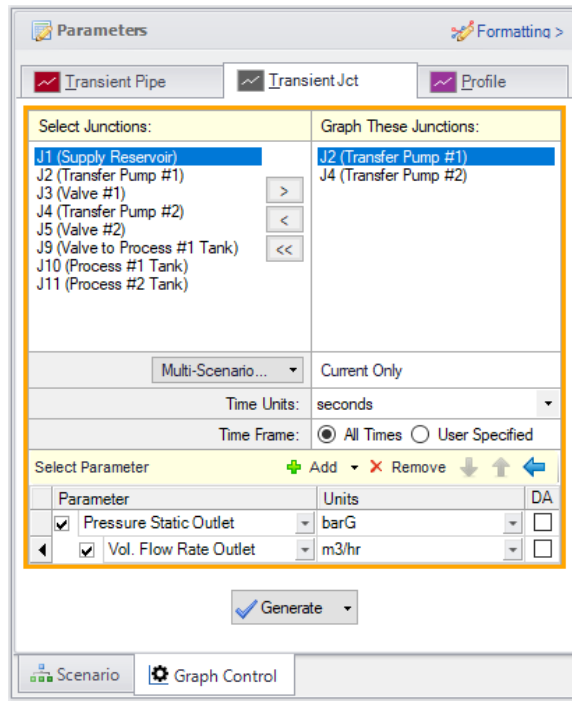 Parameters
Formatting >
Transient Pipe
Transient Jct
Profile
Select Junctions:
Graph These Junctions:
J1 (Supply Reservoir)
J2 (Transfer Pump #1)
J3 (Valve #1)
J4 (Transfer Pump #2)
J5 (Valve #2)
J9 (Valve to Process #1 Tank)
J10 (Process #1 Tank)
J11 (Process #2 Tank)
>
<
<<
J2 (Transfer Pump #1)
J4 (Transfer Pump #2)
Multi-Scenario...
Current Only
Time Units:
seconds
Time Frame:
All Times
User Specified
Select Parameter
Add
Remove
Parameter
Units
DA
Pressure Static Outlet
barG
Vol. Flow Rate Outlet
m3/hr
Generate
Scenario
Graph Control